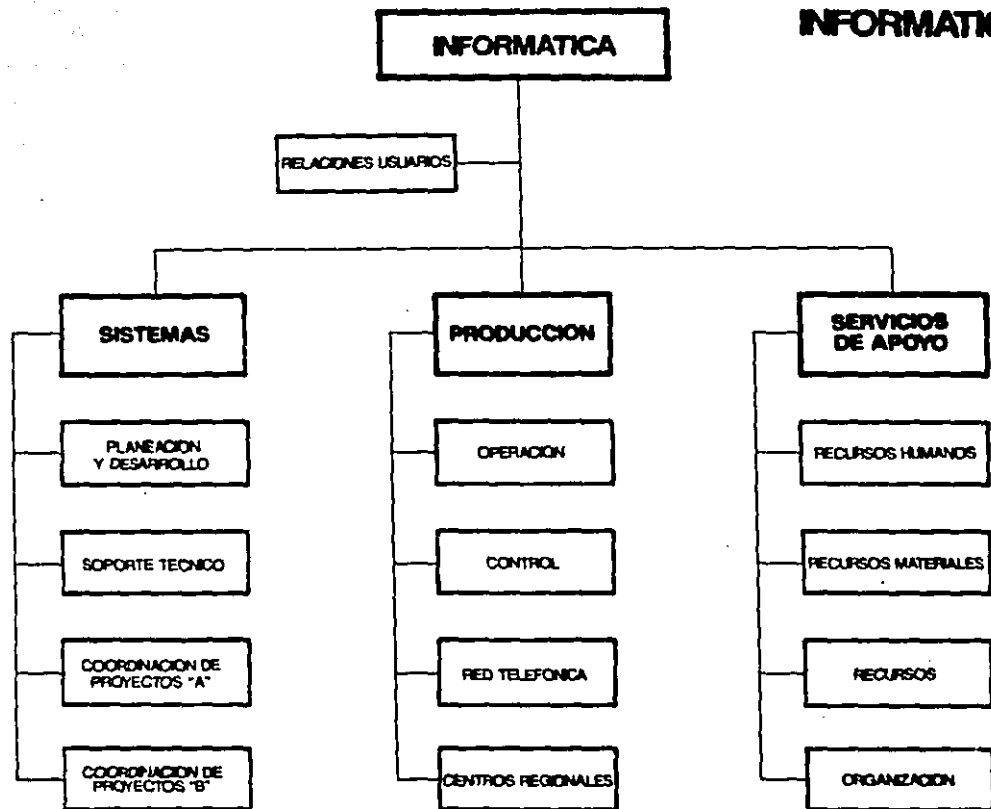 INFORMATICA
RELACIONES USUARIOS
SISTEMAS
PRODUCCION
SERVICIOS
DE APOYO
PLANEACION
Y DESARROLLO
OPERACION
RECURSOS HUMANOS
SOPORTE TECNICO
CONTROL
RECURSOS MATERIALES
COORDINACION DE
PROYECTOS "A"
RED TELEFONICA
RECURSOS
COORDINACION DE
PROYECTOS "B"
CENTROS REGIONALES
ORGANIZACION